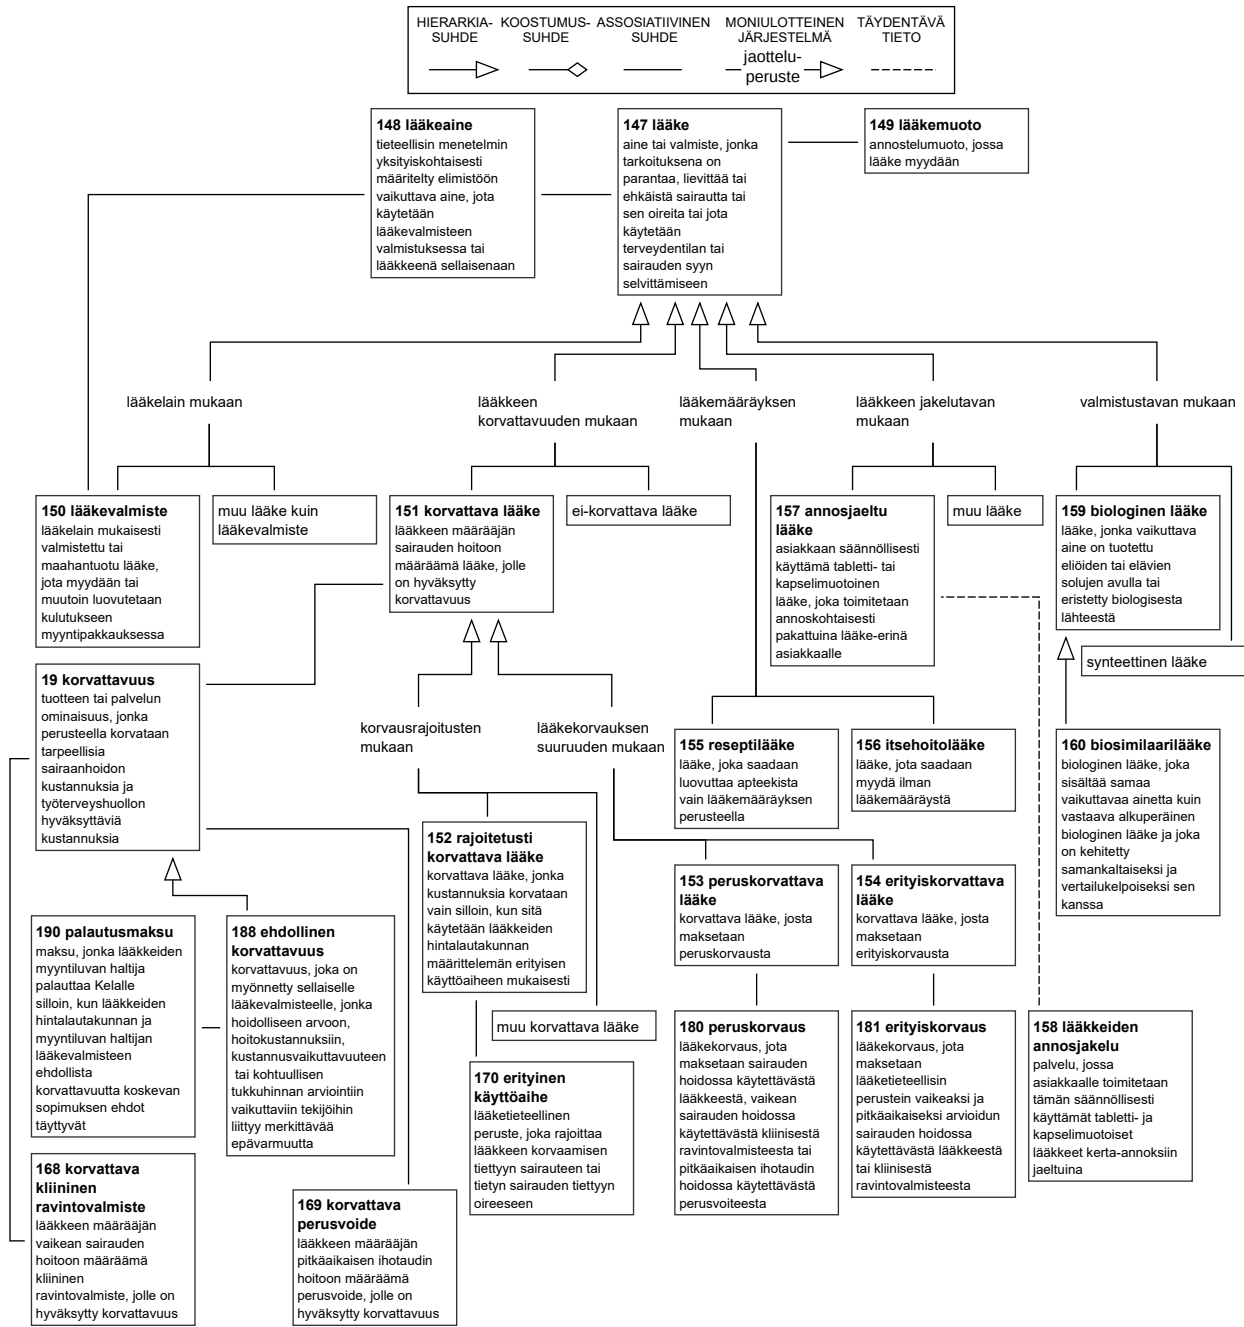 HIERARKIA-
SUHDE
KOOSTUMUS-
SUHDE
ASSOSIATIIVINEN
SUHDE
MONIULOTTEINEN
JÄRJESTELMÄ
jaottelu-
peruste
TÄYDENTÄVÄ
TIETO
148 lääkeaine
tieteellisin menetelmin
yksityiskohtaisesti
määritelty elimistöön
vaikuttava aine, jota
käytetään
lääkevalmisteen
valmistuksessa tai
lääkkeenä sellaisenaan
147 lääke
aine tai valmiste, jonka
tarkoituksena on
parantaa, lievittää tai
ehkäistä sairautta tai
sen oireita tai jota
käytetään
terveydentilan tai
sairauden syyn
selvittämiseen
149 lääkemuoto
annostelumuoto, jossa
lääke myydään
lääkelain mukaan
lääkkeen
korvattavuuden mukaan
lääkemääräyksen
mukaan
lääkkeen jakelutavan
mukaan
valmistustavan mukaan
150 lääkevalmiste
lääkelain mukaisesti
valmistettu tai
maahantuotu lääke,
jota myydään tai
muutoin luovutetaan
kulutukseen
myyntipakkauksessa
muu lääke kuin
lääkevalmiste
151 korvattava lääke
lääkkeen määrääjän
sairauden hoitoon
määräämä lääke, jolle
on hyväksytty
korvattavuus
ei-korvattava lääke
157 annosjaeltu
lääke
asiakkaan säännöllisesti
käyttämä tabletti- tai
kapselimuotoinen
lääke, joka toimitetaan
annoskohtaisesti
pakattuina lääke-erinä
asiakkaalle
muu lääke
159 biologinen lääke
lääke, jonka vaikuttava
aine on tuotettu
eliöiden tai elävien
solujen avulla tai
eristetty biologisesta
lähteestä
synteettinen lääke
19 korvattavuus
tuotteen tai palvelun
ominaisuus, jonka
perusteella korvataan
tarpeellisia
sairaanhoidon
kustannuksia ja
työterveyshuollon
hyväksyttäviä
kustannuksia
korvausrajoitusten
mukaan
lääkekorvauksen
suuruuden mukaan
155 reseptilääke
lääke, joka saadaan
luovuttaa apteekista
vain lääkemääräyksen
perusteella
156 itsehoitolääke
lääke, jota saadaan
myydä ilman
lääkemääräystä
160 biosimilaarilääke
biologinen lääke, joka
sisältää samaa
vaikuttavaa ainetta kuin
vastaava alkuperäinen
biologinen lääke ja joka
on kehitetty
samankaltaiseksi ja
vertailukelpoiseksi sen
kanssa
152 rajoitetusti
korvattava lääke
korvattava lääke, jonka
kustannuksia korvataan
vain silloin, kun sitä
käytetään lääkkeiden
hintalautakunnan
määrittelemän erityisen
käyttöaiheen mukaisesti
153 peruskorvattava
lääke
korvattava lääke, josta
maksetaan
peruskorvausta
154 erityiskorvattava
lääke
korvattava lääke, josta
maksetaan
erityiskorvausta
190 palautusmaksu
maksu, jonka lääkkeiden
myyntiluvan haltija
palauttaa Kelalle
silloin, kun lääkkeiden
hintalautakunnan ja
myyntiluvan haltijan
lääkevalmisteen
ehdollista
korvattavuutta koskevan
sopimuksen ehdot
täyttyvät
188 ehdollinen
korvattavuus
korvattavuus, joka on
myönnetty sellaiselle
lääkevalmisteelle, jonka
hoidolliseen arvoon,
hoitokustannuksiin,
kustannusvaikuttavuuteen
tai kohtuullisen
tukkuhinnan arviointiin
vaikuttaviin tekijöihin
liittyy merkittävää
epävarmuutta
muu korvattava lääke
170 erityinen
käyttöaihe
lääketieteellinen
peruste, joka rajoittaa
lääkkeen korvaamisen
tiettyyn sairauteen tai
tietyn sairauden tiettyyn
oireeseen
180 peruskorvaus
lääkekorvaus, jota
maksetaan sairauden
hoidossa käytettävästä
lääkkeestä, vaikean
sairauden hoidossa
käytettävästä kliinisestä
ravintovalmisteesta tai
pitkäaikaisen ihotaudin
hoidossa käytettävästä
perusvoiteesta
181 erityiskorvaus
lääkekorvaus, jota
maksetaan
lääketieteellisin
perustein vaikeaksi ja
pitkäaikaiseksi arvioidun
sairauden hoidossa
käytettävästä lääkkeestä
tai kliinisestä
ravintovalmisteesta
158 lääkkeiden
annosjakelu
palvelu, jossa
asiakkaalle toimitetaan
tämän säännöllisesti
käyttämät tabletti- ja
kapselimuotoiset
lääkkeet kerta-annoksiin
jaeltuina
168 korvattava
kliininen
ravintovalmiste
lääkkeen määrääjän
vaikean sairauden
hoitoon määräämä
kliininen
ravintovalmiste, jolle on
hyväksytty korvattavuus
169 korvattava
perusvoide
lääkkeen määrääjän
pitkäaikaisen ihotaudin
hoitoon määräämä
perusvoide, jolle on
hyväksytty korvattavuus